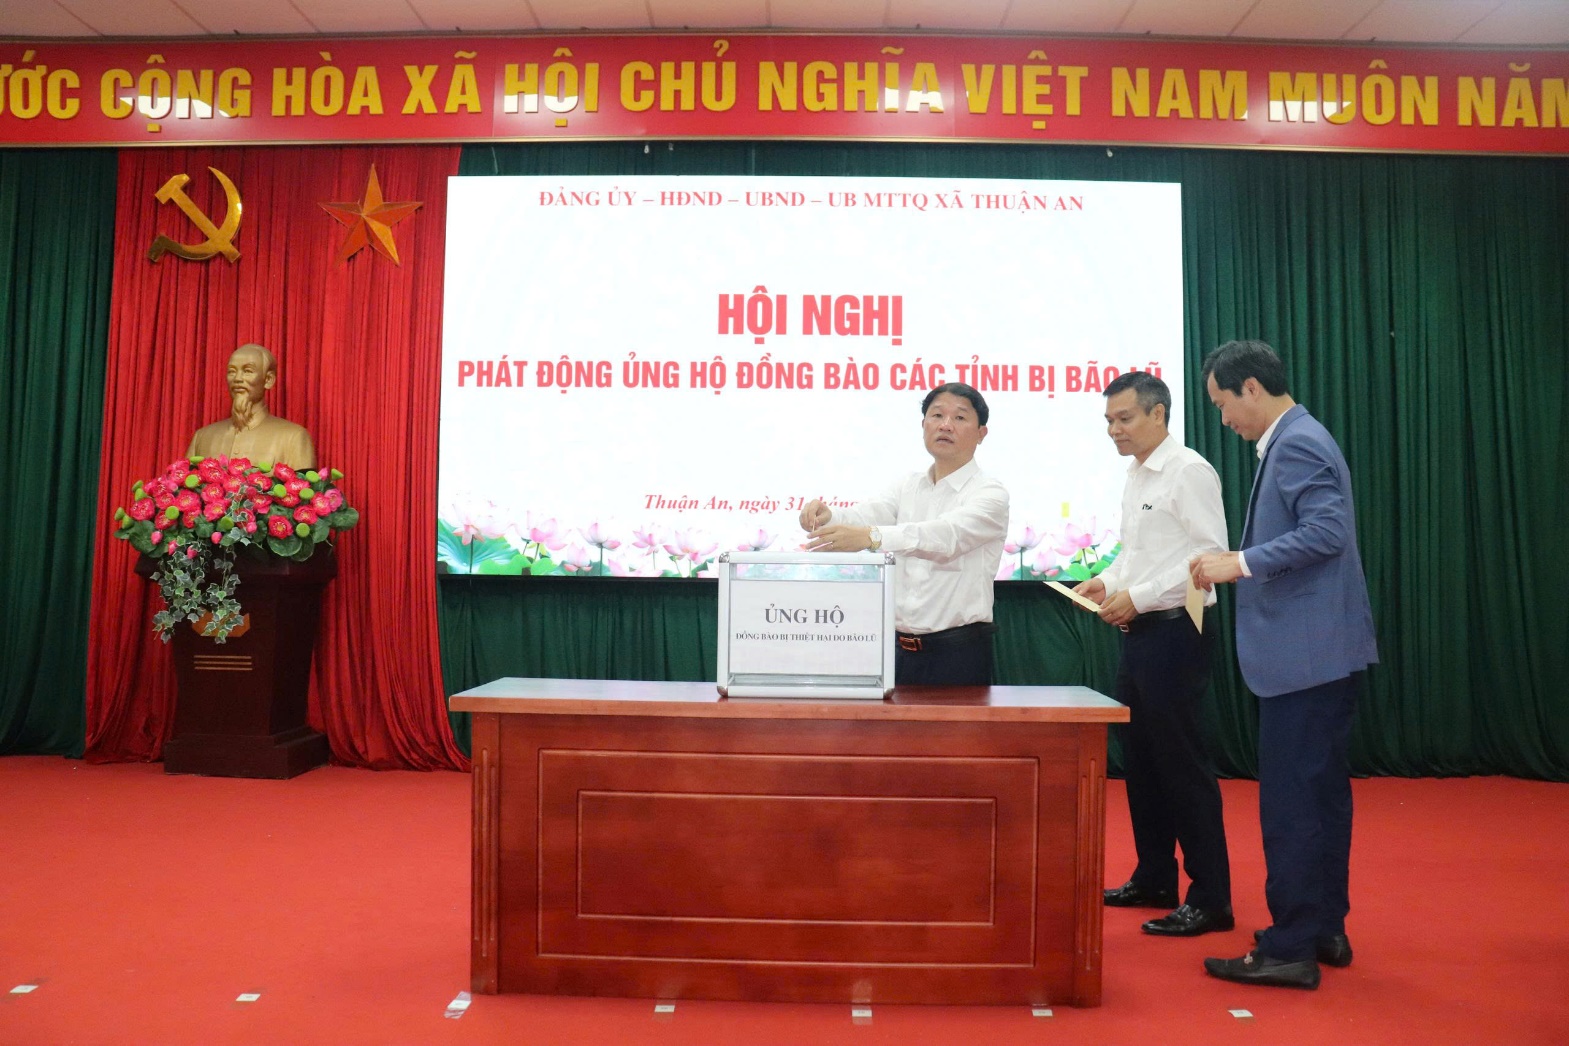 ƯỚC CỘNG HÒA XÃ HỘI CHỦ NGHĨA VIỆT NAM MUÔN NĂM
ĐẢNG ỦY – HĐND – UBND – UB MTTQ XÃ THUẬN AN
HỘI NGHỊ
PHÁT ĐỘNG ỦNG HỘ ĐỒNG BÀO CÁC TỈNH BỊ BÃO LŨ
Thuận An, ngày 31 tháng
ỦNG HỘ
ĐỒNG BÀO BỊ THIỆT HẠI DO BÃO LŨ